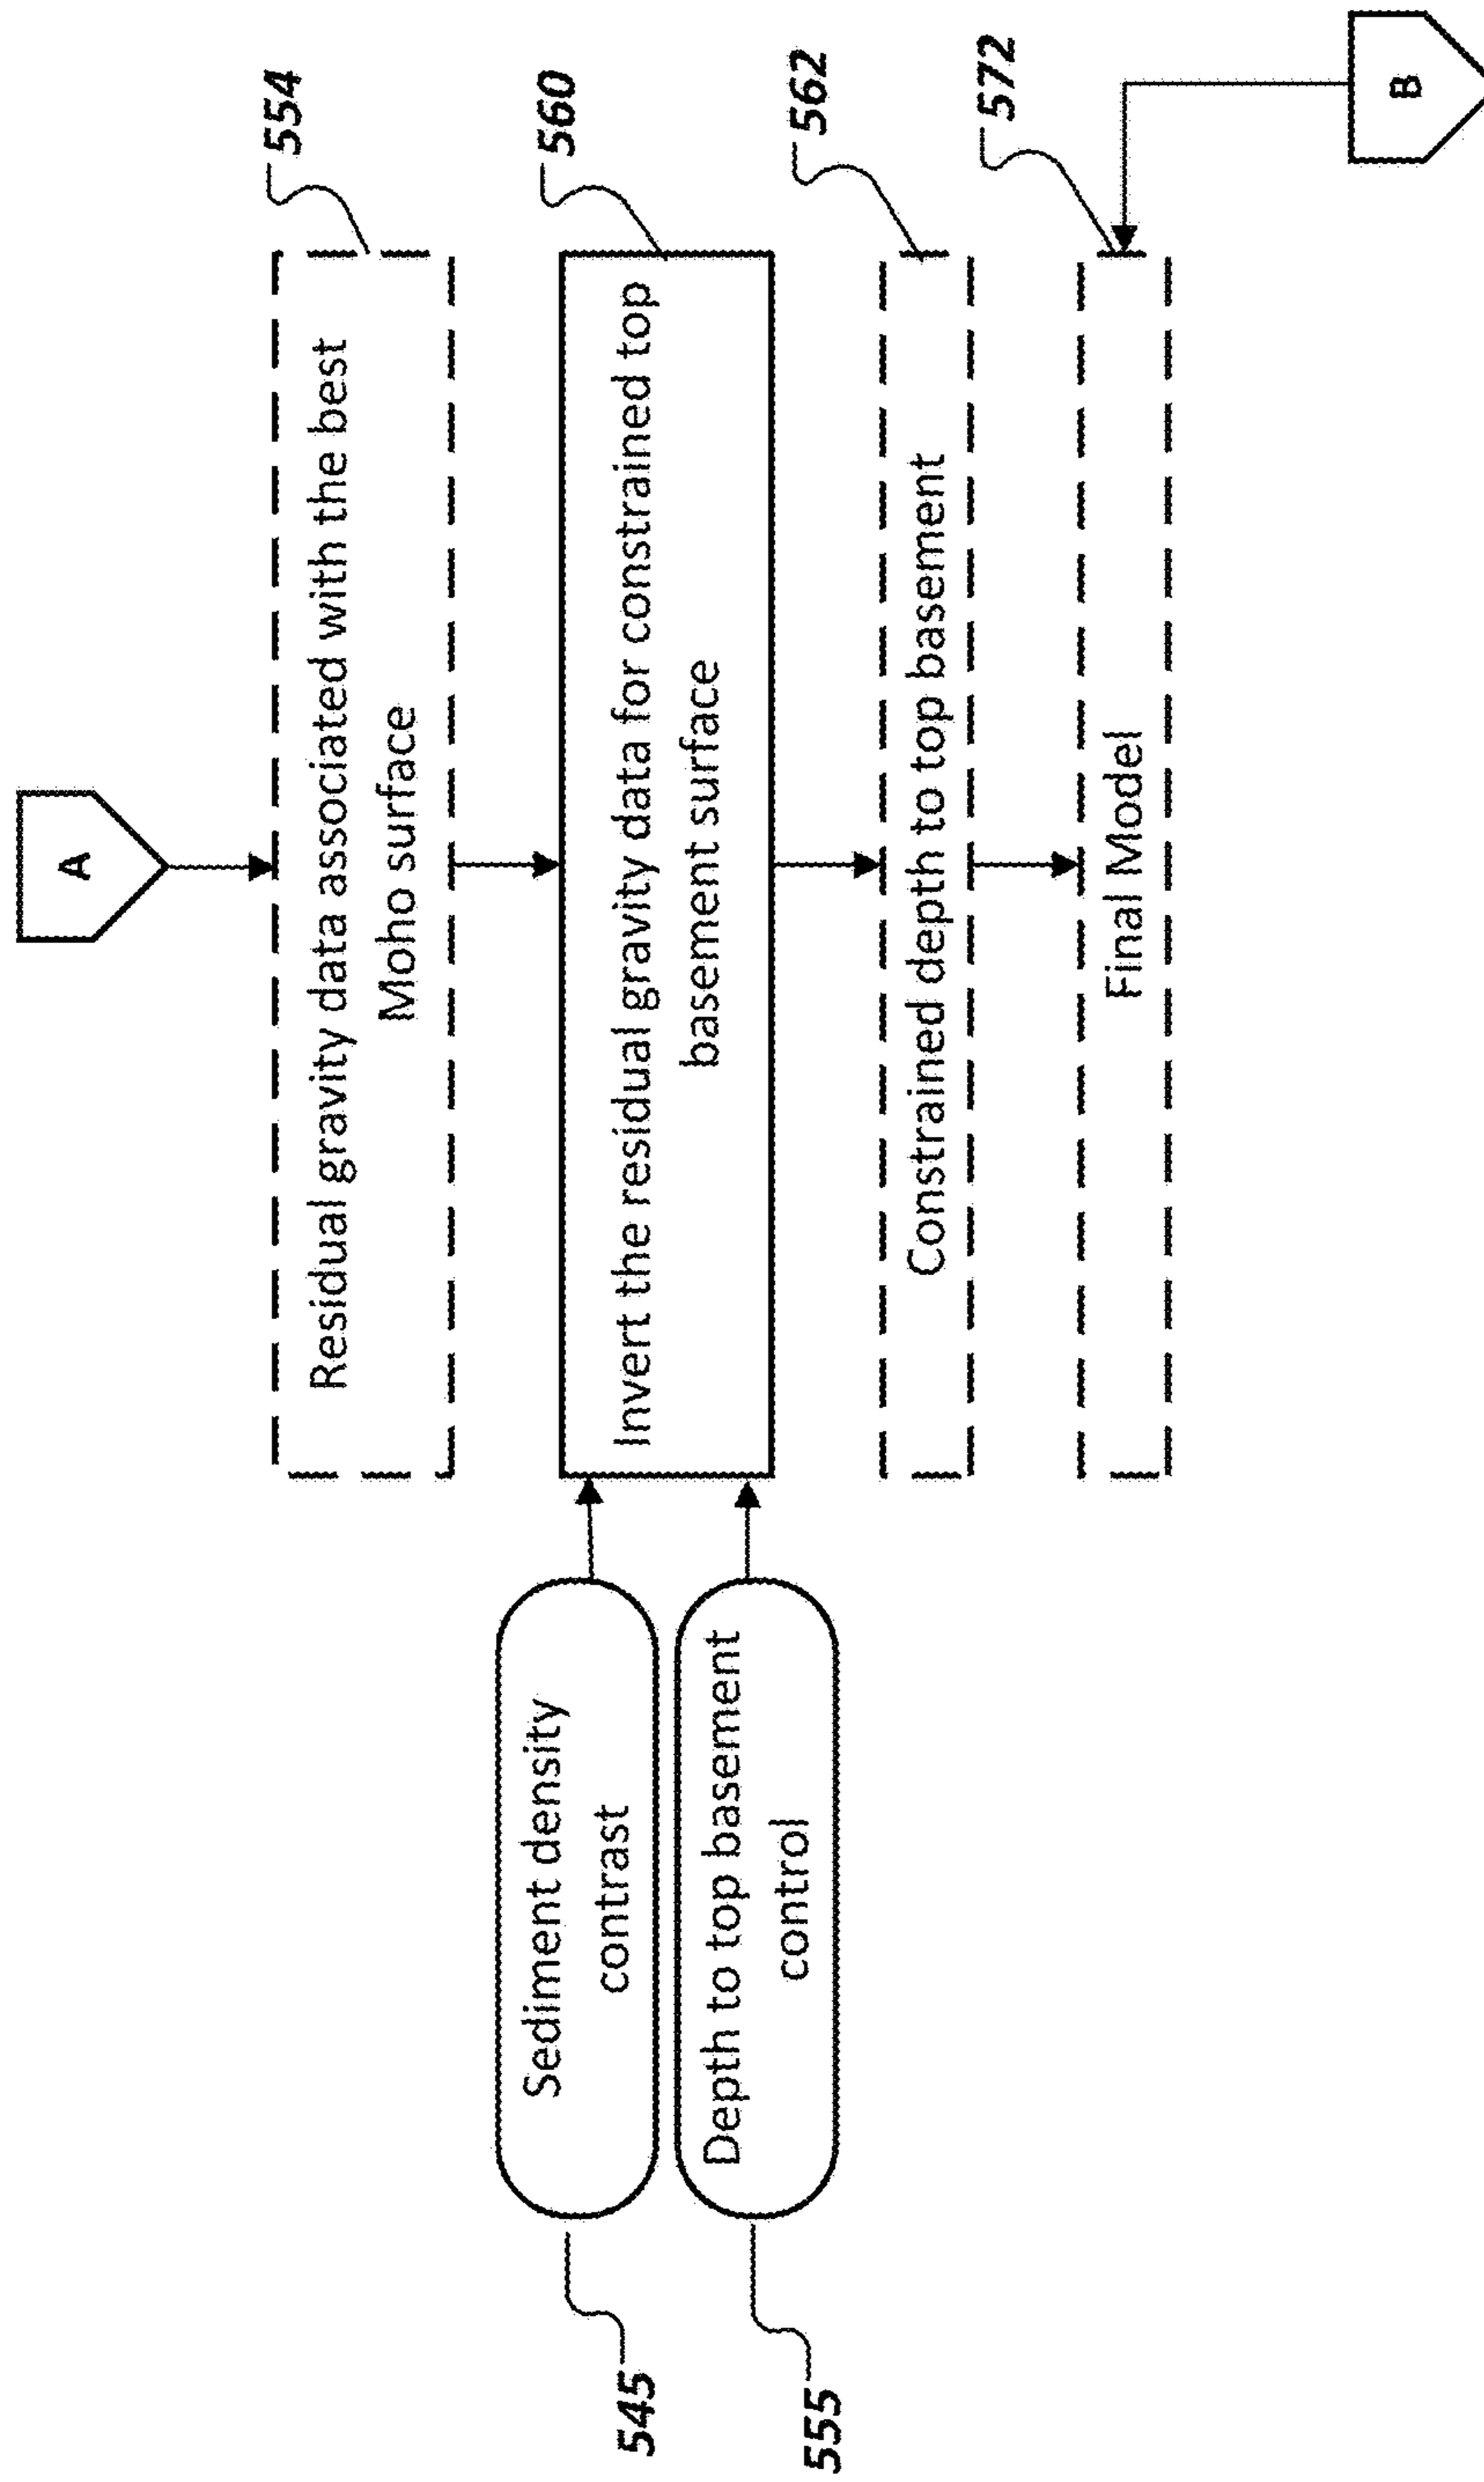 A
Residual gravity data associated with the best
Moho surface
554
Sediment density
contrast
545
Depth to top basement
control
555
Invert the residual gravity data for constrained top
basement surface
560
Constrained depth to top basement
562
Final Model
572
B